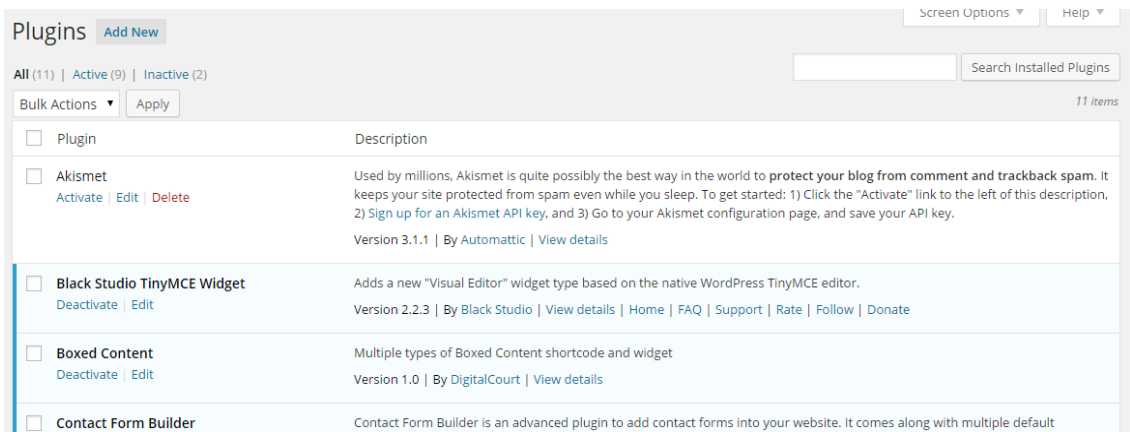 Screen Options ▼ Help ▼
Plugins Add New
All (11) | Active (9) | Inactive (2)
Search Installed Plugins
Bulk Actions ▼ Apply
11 items
Plugin Description
Akismet
Activate | Edit | Delete
Used by millions, Akismet is quite possibly the best way in the world to protect your blog from comment and trackback spam. It
keeps your site protected from spam even while you sleep. To get started: 1) Click the "Activate" link to the left of this description,
2) Sign up for an Akismet API key, and 3) Go to your Akismet configuration page, and save your API key.
Version 3.1.1 | By Automattic | View details
Black Studio TinyMCE Widget
Deactivate | Edit
Adds a new "Visual Editor" widget type based on the native WordPress TinyMCE editor.
Version 2.2.3 | By Black Studio | View details | Home | FAQ | Support | Rate | Follow | Donate
Boxed Content
Deactivate | Edit
Multiple types of Boxed Content shortcode and widget
Version 1.0 | By DigitalCourt | View details
Contact Form Builder
Contact Form Builder is an advanced plugin to add contact forms into your website. It comes along with multiple default